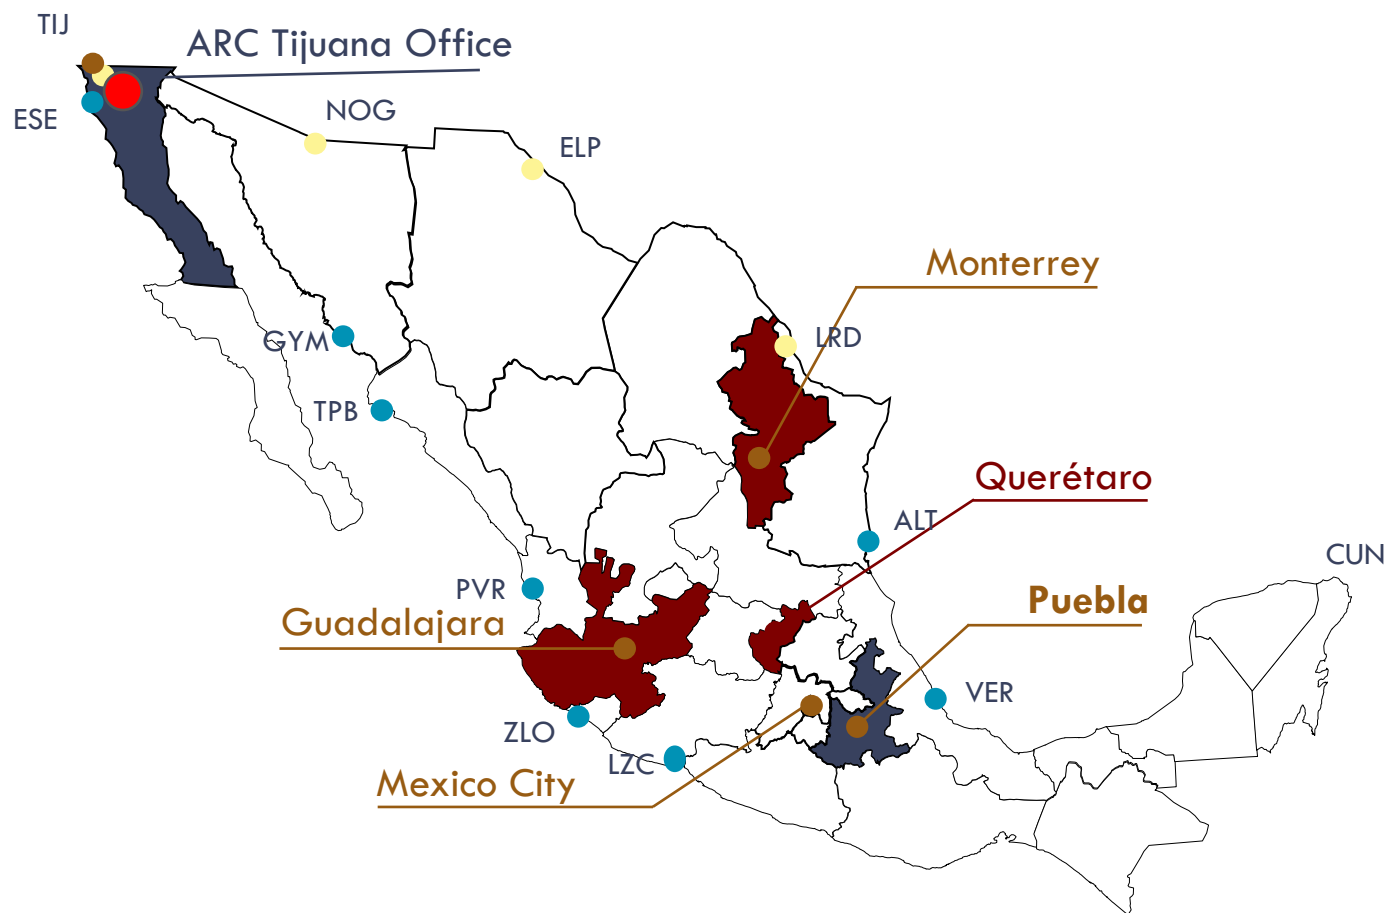 TIJ
ARC Tijuana Office
ESE
NOG
ELP
Monterrey
GYM
LRD
TPB
Querétaro
ALT
CUN
PVR
Puebla
Guadalajara
VER
ZLO
LZC
Mexico City